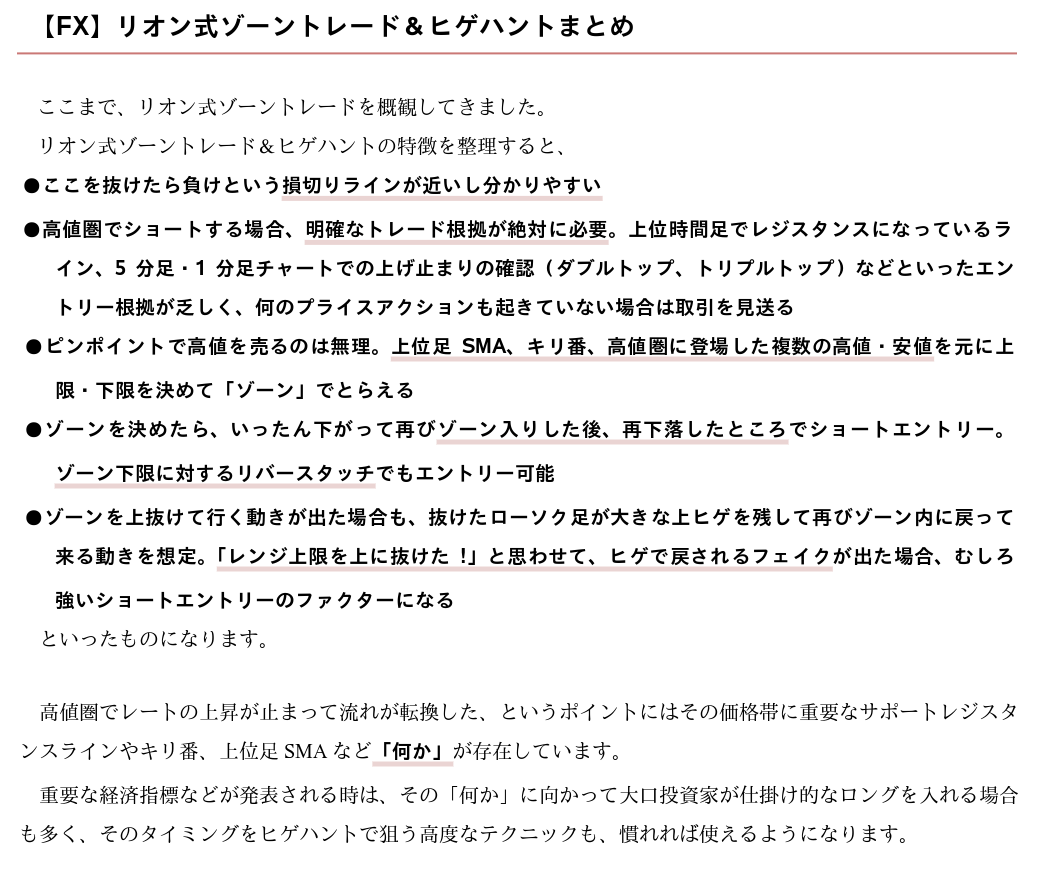 【FX】リオン式ゾーントレード＆ヒゲハントまとめ
ここまで、リオン式ゾーントレードを概観してきました。
リオン式ゾーントレード＆ヒゲハントの特徴を整理すると、
●ここを抜けたら負けという損切りラインが近いし分かりやすい
●高値圏でショートする場合、明確なトレード根拠が絶対に必要。上位時間足でレジスタンスになっているラ
イン、5 分足・1 分足チャートでの上げ止まりの確認（ダブルトップ、トリプルトップ）などといったエン
トリー根拠が乏しく、何のプライスアクションも起きていない場合は取引を見送る
●ピンポイントで高値を売るのは無理。上位足 SMA、キリ番、高値圏に登場した複数の高値・安値を元に上
限・下限を決めて「ゾーン」でとらえる
●ゾーンを決めたら、いったん下がって再びゾーン入りした後、再下落したところでショートエントリー。
ゾーン下限に対するリバースタッチでもエントリー可能
●ゾーンを上抜けて行く動きが出た場合も、抜けたローソク足が大きな上ヒゲを残して再びゾーン内に戻って
来る動きを想定。「レンジ上限を上に抜けた !」と思わせて、ヒゲで戻されるフェイクが出た場合、むしろ
強いショートエントリーのファクターになる
といったものになります。
高値圏でレートの上昇が止まって流れが転換した、というポイントにはその価格帯に重要なサポートレジスタ
ンスラインやキリ番、上位足 SMA など「何か」が存在しています。
重要な経済指標などが発表される時は、その「何か」に向かって大口投資家が仕掛け的なロングを入れる場合
も多く、そのタイミングをヒゲハントで狙う高度なテクニックも、慣れれば使えるようになります。